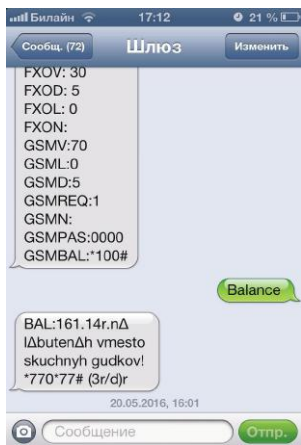 Билайн 17:12 21 %
Сообщ. (72) Шлюз Изменить
FXOV: 30
FXOD: 5
FXOL: 0
FXON:
GSMV:70
GSML:0
GSMD:5
GSMREQ:1
GSMN:
GSMPAS:0000
GSMBAL:*100#
Balance
BAL:161.14r.nΔ
IΔbutenΔh vmesto
skuchnyh gudkov!
*770*77# (3r/d)r
20.05.2016, 16:01
Сообщение Отпр.